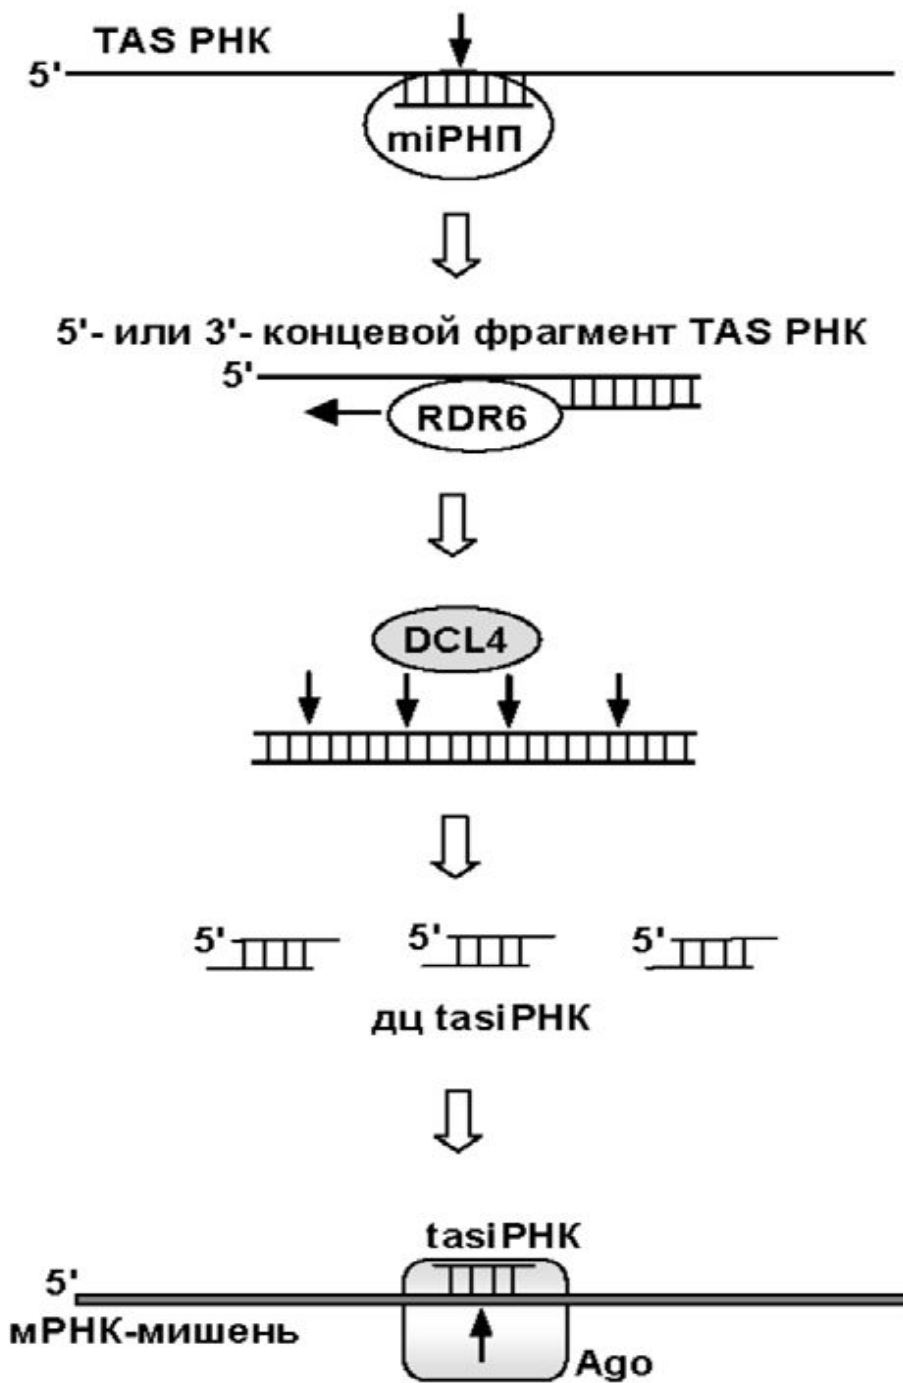 TAS РНК
5'
miРНП
5'- или 3'- концевой фрагмент TAS РНК
5'
RDR6
DCL4
5' 5' 5'
дц tasiРНК
tasiРНК
5'
мРНК-мишень
Ago